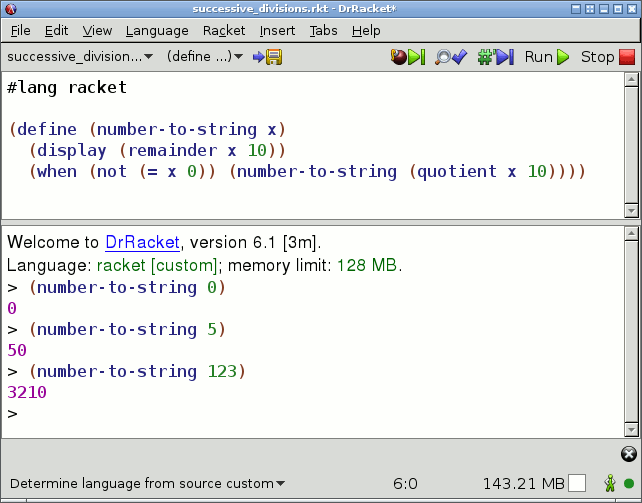 successive_divisions.rkt - DrRacket*
File Edit View Language Racket Insert Tabs Help
successive_division...▾ (define ...)▾ Run Stop
#lang racket
(define (number-to-string x)
(display (remainder x 10))
(when (not (= x 0)) (number-to-string (quotient x 10))))
Welcome to DrRacket, version 6.1 [3m].
Language: racket [custom]; memory limit: 128 MB.
> (number-to-string 0)
0
> (number-to-string 5)
50
> (number-to-string 123)
3210
>
Determine language from source custom▾ 6:0 143.21 MB